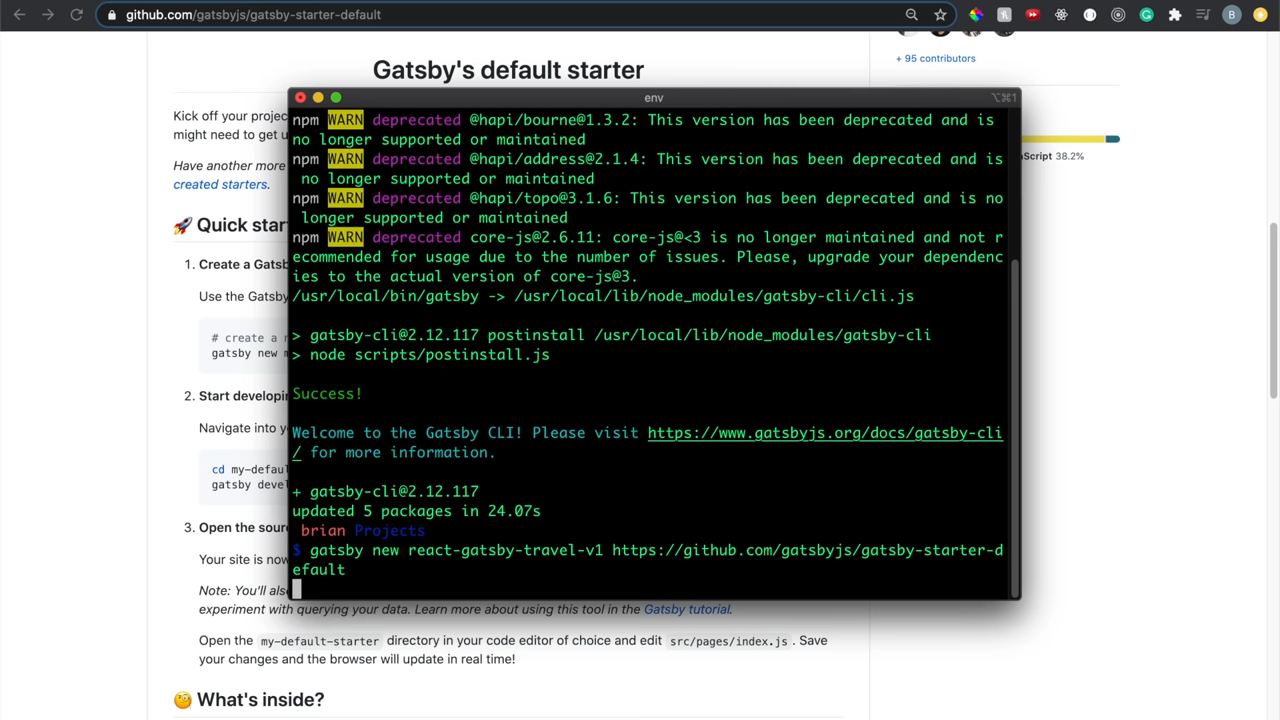 github.com/gatsbyjs/gatsby-starter-default
B
+ 95 contributors
Gatsby's default starter
Kick off your projec
might need to get u
Have another more
created starters.
Script 38.2%
🚀 Quick star
1. Create a Gatsb
Use the Gatsby
# create a n
gatsby new m
2. Start developi
Navigate into y
cd my-defau
gatsby deve
3. Open the sour
Your site is now
Note: You'll als
experiment with querying your data. Learn more about using this tool in the Gatsby tutorial.
Open the my-default-starter directory in your code editor of choice and edit src/pages/index.js. Save
your changes and the browser will update in real time!
🧐 What's inside?
env
⌥⌘1
npm WARN deprecated @hapi/bourne@1.3.2: This version has been deprecated and is
no longer supported or maintained
npm WARN deprecated @hapi/address@2.1.4: This version has been deprecated and is
no longer supported or maintained
npm WARN deprecated @hapi/topo@3.1.6: This version has been deprecated and is no
longer supported or maintained
npm WARN deprecated core-js@2.6.11: core-js@<3 is no longer maintained and not r
ecommended for usage due to the number of issues. Please, upgrade your dependenc
ies to the actual version of core-js@3.
/usr/local/bin/gatsby -> /usr/local/lib/node_modules/gatsby-cli/cli.js
> gatsby-cli@2.12.117 postinstall /usr/local/lib/node_modules/gatsby-cli
> node scripts/postinstall.js
Success!
Welcome to the Gatsby CLI! Please visit https://www.gatsbyjs.org/docs/gatsby-cli
/ for more information.
+ gatsby-cli@2.12.117
updated 5 packages in 24.07s
brian Projects
$ gatsby new react-gatsby-travel-v1 https://github.com/gatsbyjs/gatsby-starter-d
efault